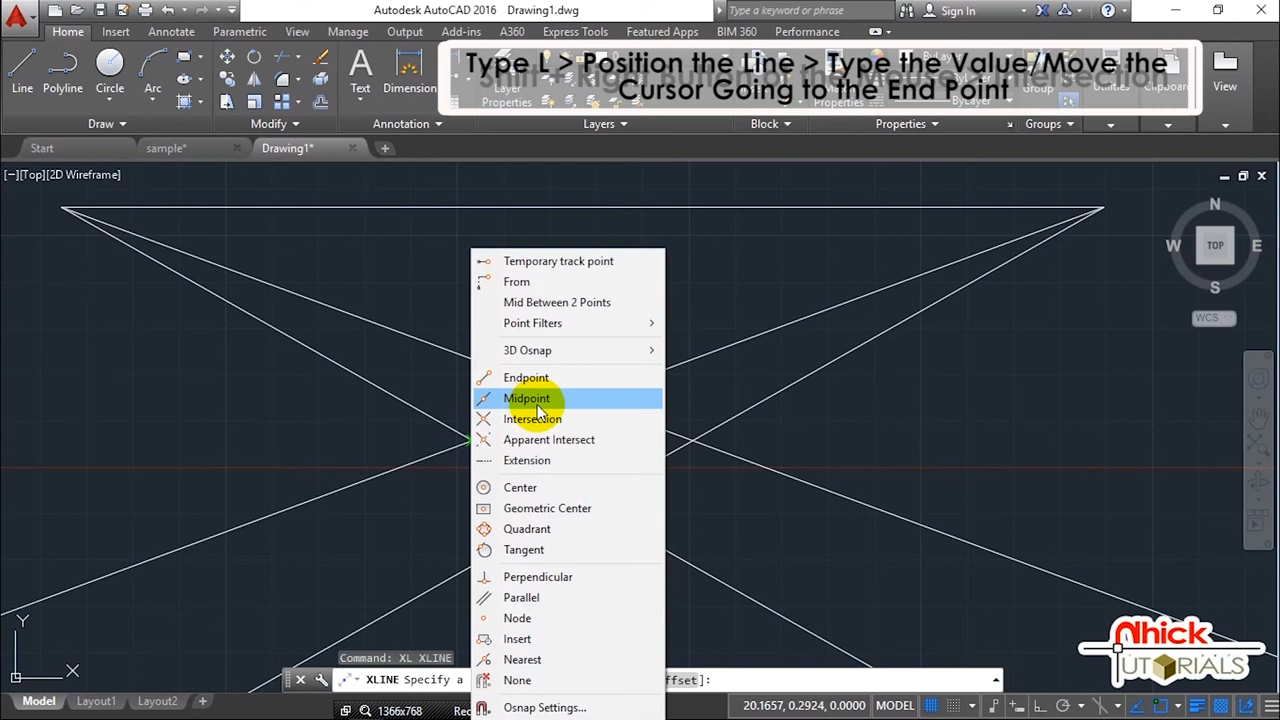 Autodesk AutoCAD 2016 Drawing1.dwg
Type a keyword or phrase
Sign In
Home Insert Annotate Parametric View Manage Output Add-ins A360 Express Tools Featured Apps BIM 360 Performance
Type L > Position the Line > Type the Value/Move the
Cursor Going to the End Point
Line Polyline Circle Arc
Text Dimension
Properties
Group
View
Draw Modify Annotation Layers Block Properties Groups
Start sample* Drawing1*
[−][Top][2D Wireframe]
N
W TOP E
S
WCS
Temporary track point
From
Mid Between 2 Points
Point Filters
3D Osnap
Endpoint
Midpoint
Intersection
Apparent Intersect
Extension
Center
Geometric Center
Quadrant
Tangent
Perpendicular
Parallel
Node
Insert
Nearest
None
Osnap Settings...
Y
X
Nhick
TUTORIALS
Command: XL XLINE
XLINE Specify a
ffset]:
Model Layout1 Layout2
1366x768 Rec
20.1657, 0.2924, 0.0000 MODEL